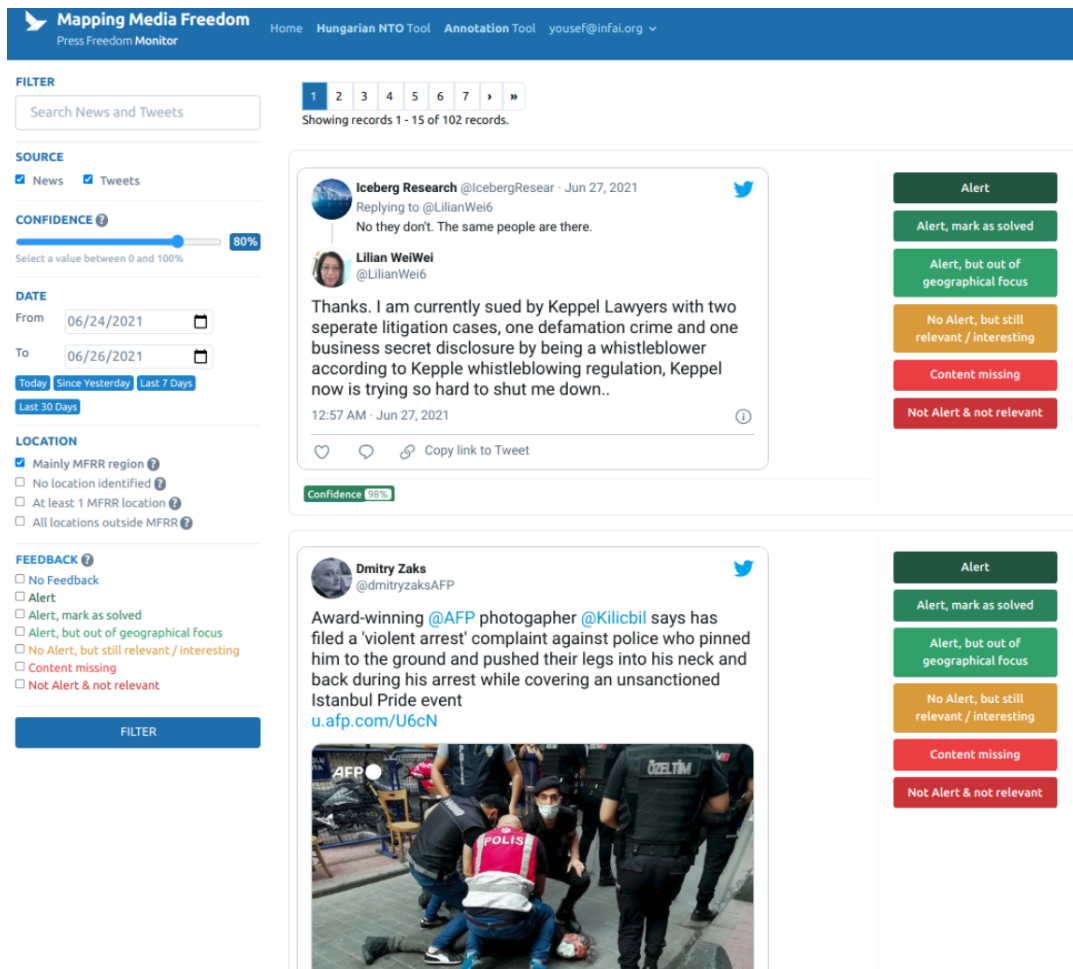 Mapping Media Freedom
Press Freedom Monitor
Home Hungarian NTO Tool Annotation Tool yousef@infai.org
FILTER
Search News and Tweets
SOURCE
News Tweets
CONFIDENCE ?
80%
Select a value between 0 and 100%
DATE
From 06/24/2021
To 06/26/2021
Today Since Yesterday Last 7 Days
Last 30 Days
LOCATION
Mainly MFRR region ?
No location identified ?
At least 1 MFRR location ?
All locations outside MFRR ?
FEEDBACK ?
No Feedback
Alert
Alert, mark as solved
Alert, but out of geographical focus
No Alert, but still relevant / interesting
Content missing
Not Alert & not relevant
FILTER
1 2 3 4 5 6 7 › »
Showing records 1 - 15 of 102 records.
Iceberg Research @IcebergResear · Jun 27, 2021
Replying to @LilianWei6
No they don't. The same people are there.
Lilian WeiWei
@LilianWei6
Thanks. I am currently sued by Keppel Lawyers with two
seperate litigation cases, one defamation crime and one
business secret disclosure by being a whistleblower
according to Kepple whistleblowing regulation, Keppel
now is trying so hard to shut me down..
12:57 AM · Jun 27, 2021
Copy link to Tweet
Confidence 98%
Alert
Alert, mark as solved
Alert, but out of
geographical focus
No Alert, but still
relevant / interesting
Content missing
Not Alert & not relevant
Dmitry Zaks
@dmitryzaksAFP
Award-winning @AFP photogapher @Kilicbil says has
filed a 'violent arrest' complaint against police who pinned
him to the ground and pushed their legs into his neck and
back during his arrest while covering an unsanctioned
Istanbul Pride event
u.afp.com/U6cN
AFP
ÖZEL TİM
POLİS
Alert
Alert, mark as solved
Alert, but out of
geographical focus
No Alert, but still
relevant / interesting
Content missing
Not Alert & not relevant